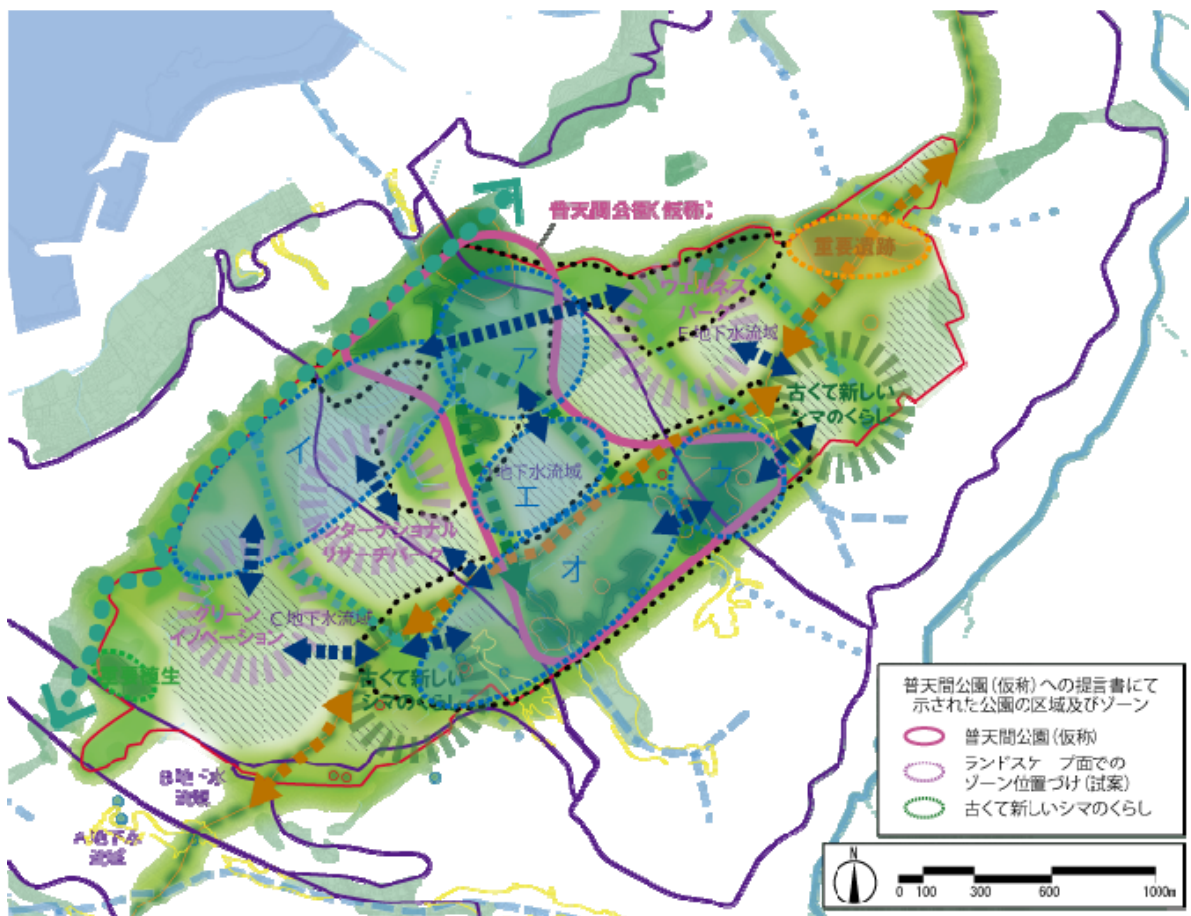 普天間公園(仮称)
重要遺跡
ウェルネス
パーク
E 地下水流域
ア
古くて新しい
シマのくらし
イ
地下水流域
ウ
エ
インターナショナル
リサーチパーク
オ
グリーン
イノベーション
C 地下水流域
古くて新しい
シマのくらし
B地下水
流域
A地下水
流域
普天間公園(仮称)への提言書にて
示された公園の区域及びゾーン
普天間公園(仮称)
ランドスケープ面での
ゾーン位置づけ(試案)
古くて新しいシマのくらし
N
0 100 300 600 1000m